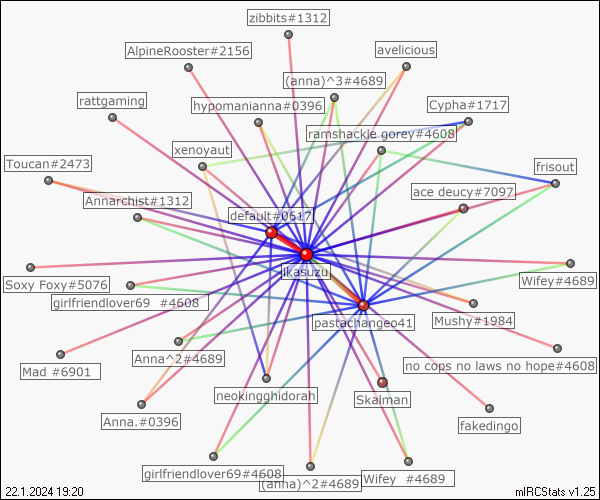 zibbits#1312
AlpineRooster#2156
avelicious
(anna)^3#4689
rattgaming
hypomanianna#0396
Cypha#1717
ramshackle gorey#4608
xenoyaut
Toucan#2473
frisout
ace deucy#7097
Annarchist#1312
default#0617
jkasuzu
Soxy Foxy#5076
Wifey#4689
girlfriendlover69 #4608
pastachangeo41
Mushy#1984
Anna^2#4689
no cops no laws no hope#4608
Mad #6901
neokingghidorah
Skalman
Anna.#0396
fakedingo
girlfriendlover69#4608
(anna)^2#4689
Wifey #4689
22.1.2024 19:20
mIRCStats v1.25